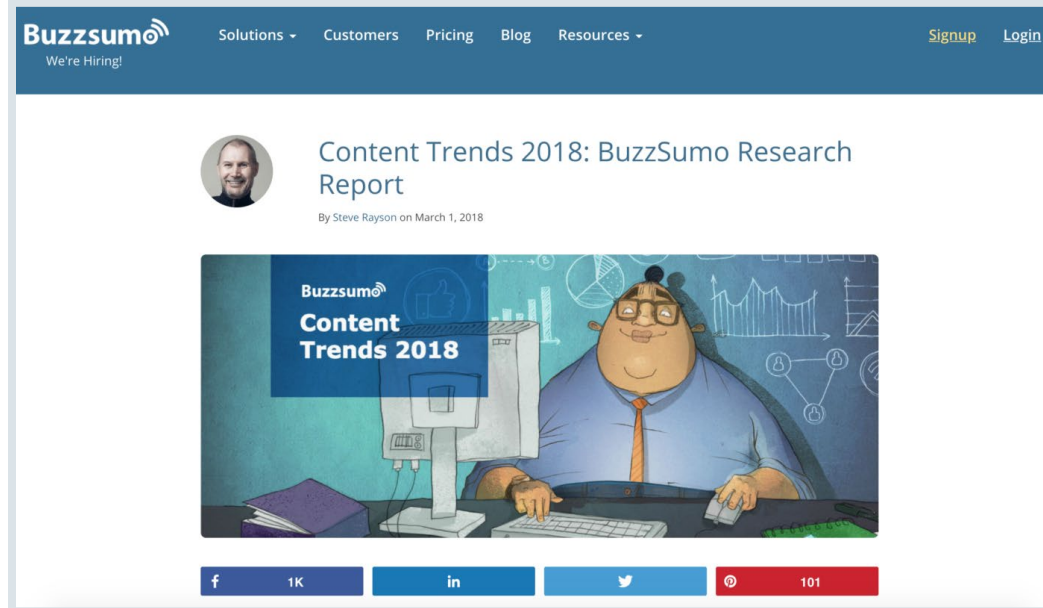 Buzzsumo
We're Hiring!
Solutions
Customers
Pricing
Blog
Resources
Signup
Login
Content Trends 2018: BuzzSumo Research
Report
By Steve Rayson on March 1, 2018
Buzzsumo
Content
Trends 2018
B
f 1K
in
101